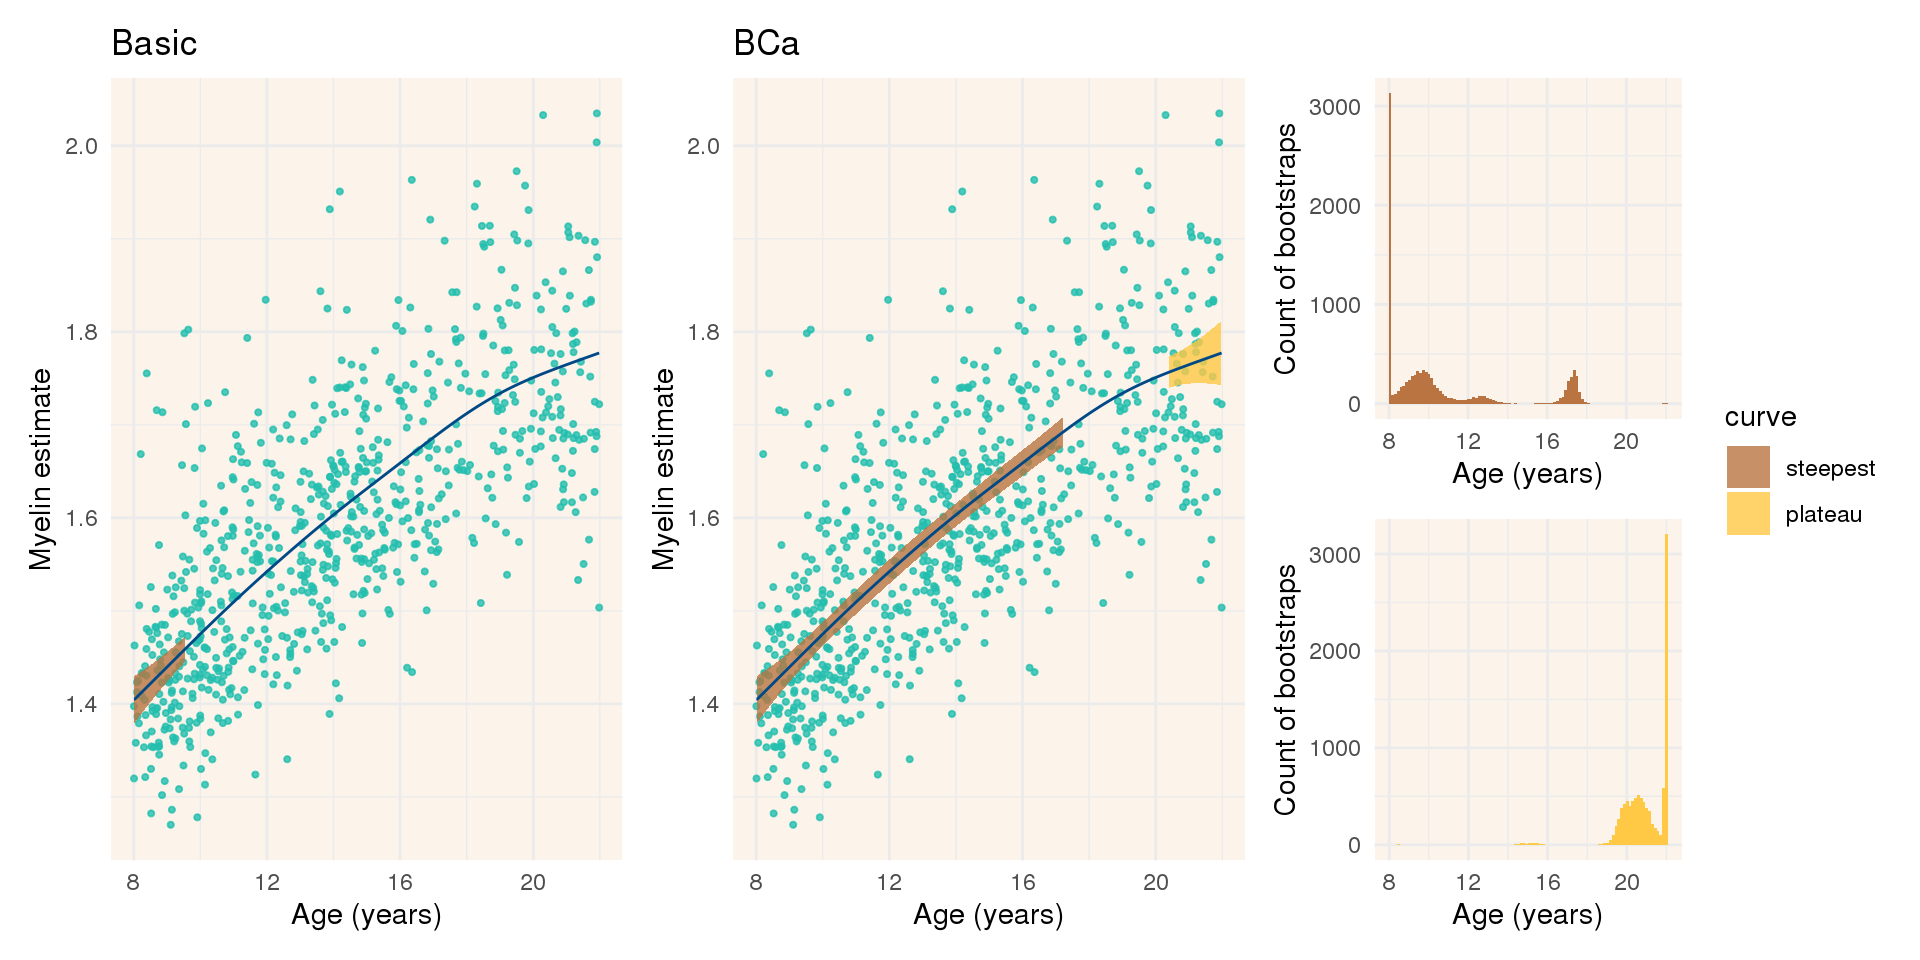 Basic
Myelin estimate
2.0
1.8
1.6
1.4
8 12 16 20
Age (years)
BCa
Myelin estimate
2.0
1.8
1.6
1.4
8 12 16 20
Age (years)
Count of bootstraps
3000
2000
1000
0
8 12 16 20
Age (years)
Count of bootstraps
3000
2000
1000
0
8 12 16 20
Age (years)
curve
steepest
plateau